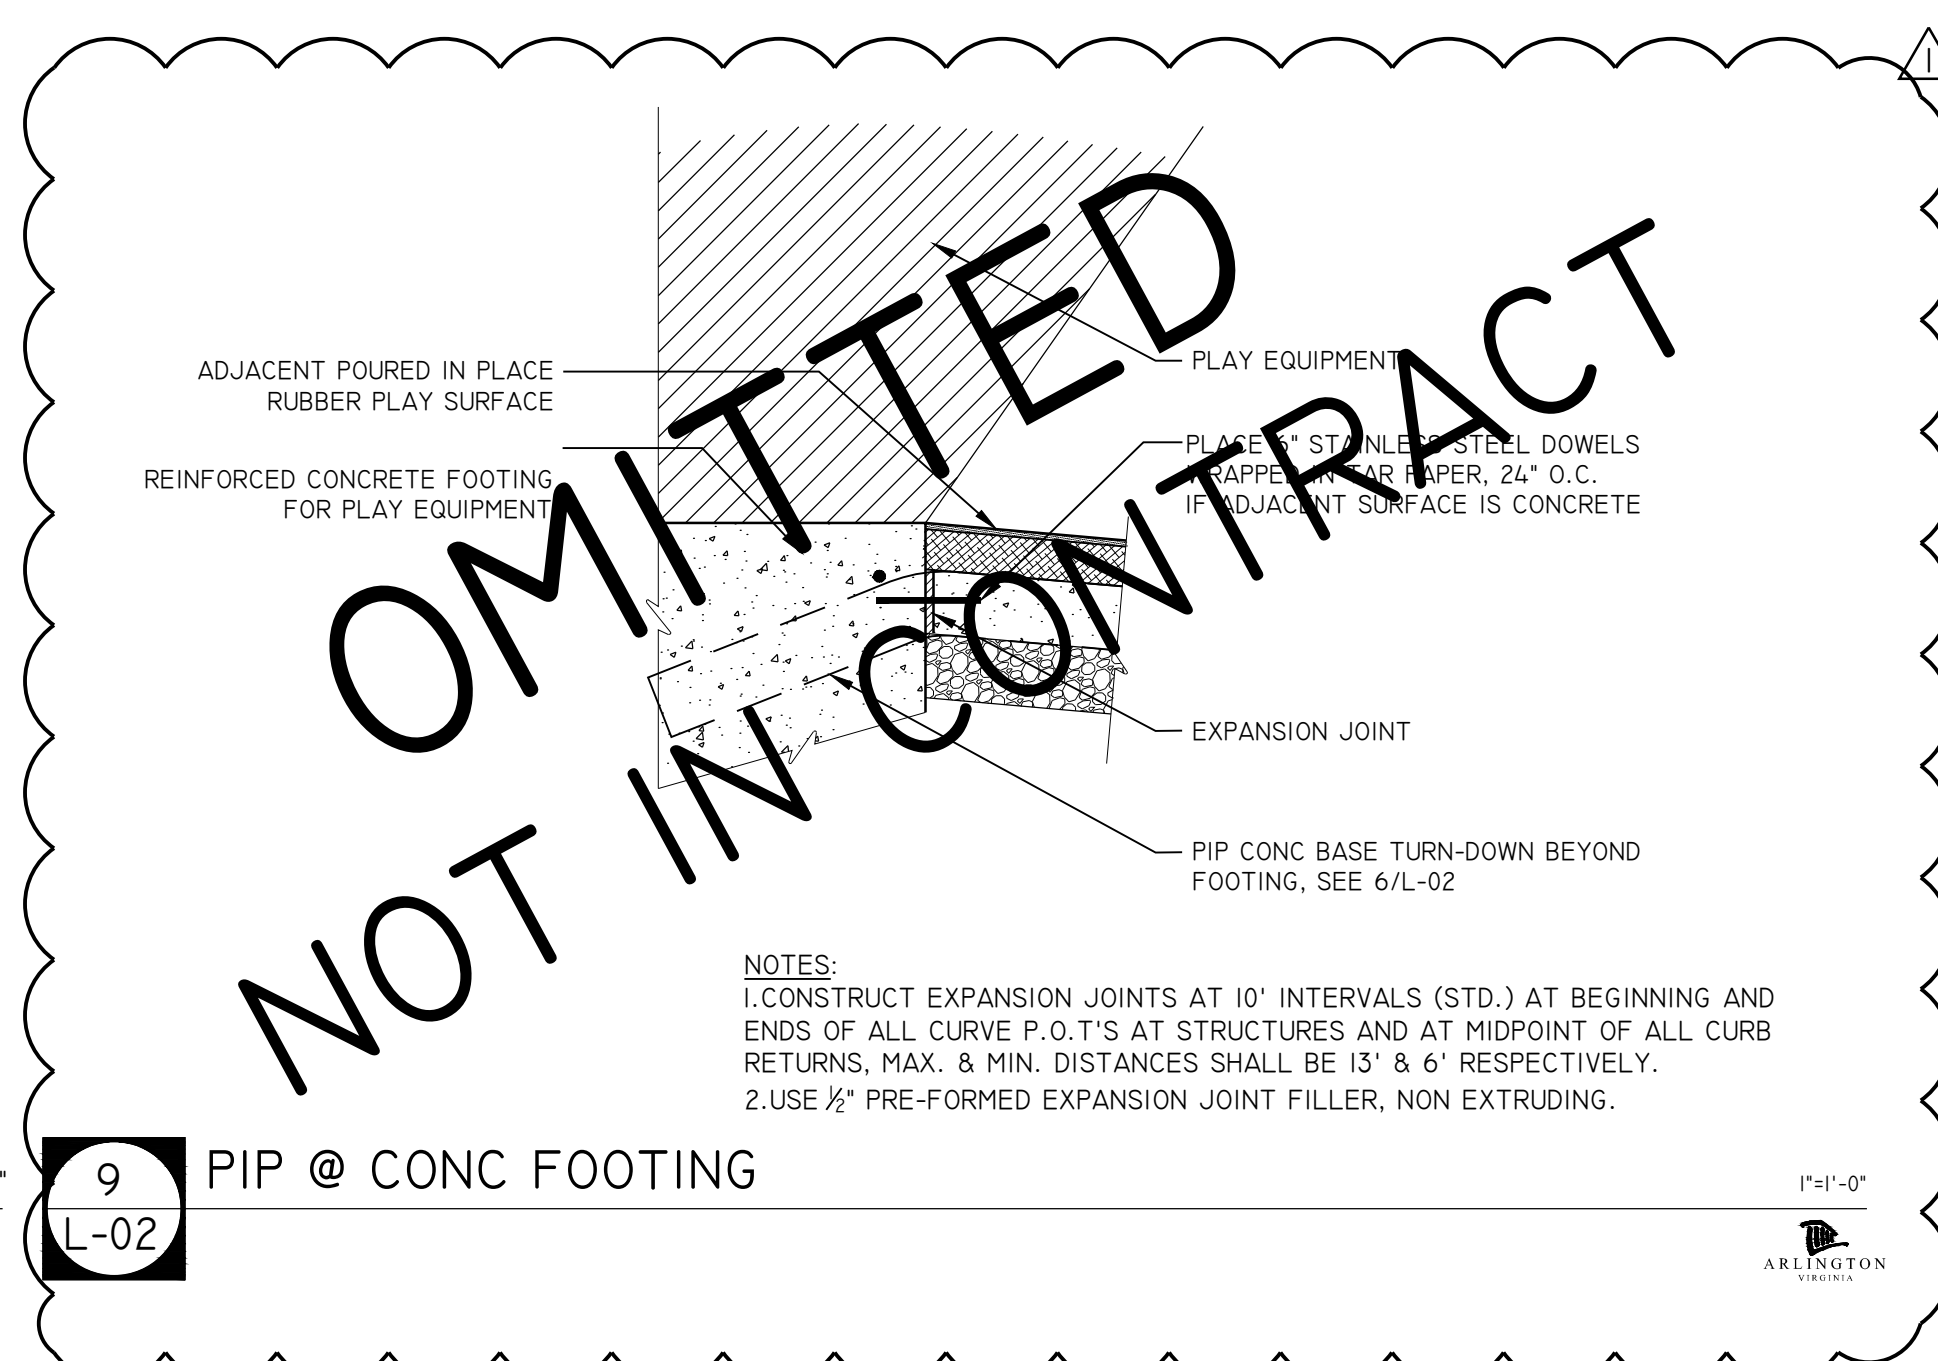 1
ADJACENT POURED IN PLACE
RUBBER PLAY SURFACE
REINFORCED CONCRETE FOOTING
FOR PLAY EQUIPMENT
PLAY EQUIPMENT
PLACE 6" STAINLESS STEEL DOWELS
WRAPPED IN TAR PAPER, 24" O.C.
IF ADJACENT SURFACE IS CONCRETE
EXPANSION JOINT
PIP CONC BASE TURN-DOWN BEYOND
FOOTING, SEE 6/L-02
OMITTED
NOT IN CONTRACT
NOTES:
1.CONSTRUCT EXPANSION JOINTS AT 10' INTERVALS (STD.) AT BEGINNING AND
ENDS OF ALL CURVE P.O.T'S AT STRUCTURES AND AT MIDPOINT OF ALL CURB
RETURNS, MAX. & MIN. DISTANCES SHALL BE 13' & 6' RESPECTIVELY.
2.USE ½" PRE-FORMED EXPANSION JOINT FILLER, NON EXTRUDING.
9
L-02
PIP @ CONC FOOTING
1"=1'-0"
ARLINGTON
VIRGINIA